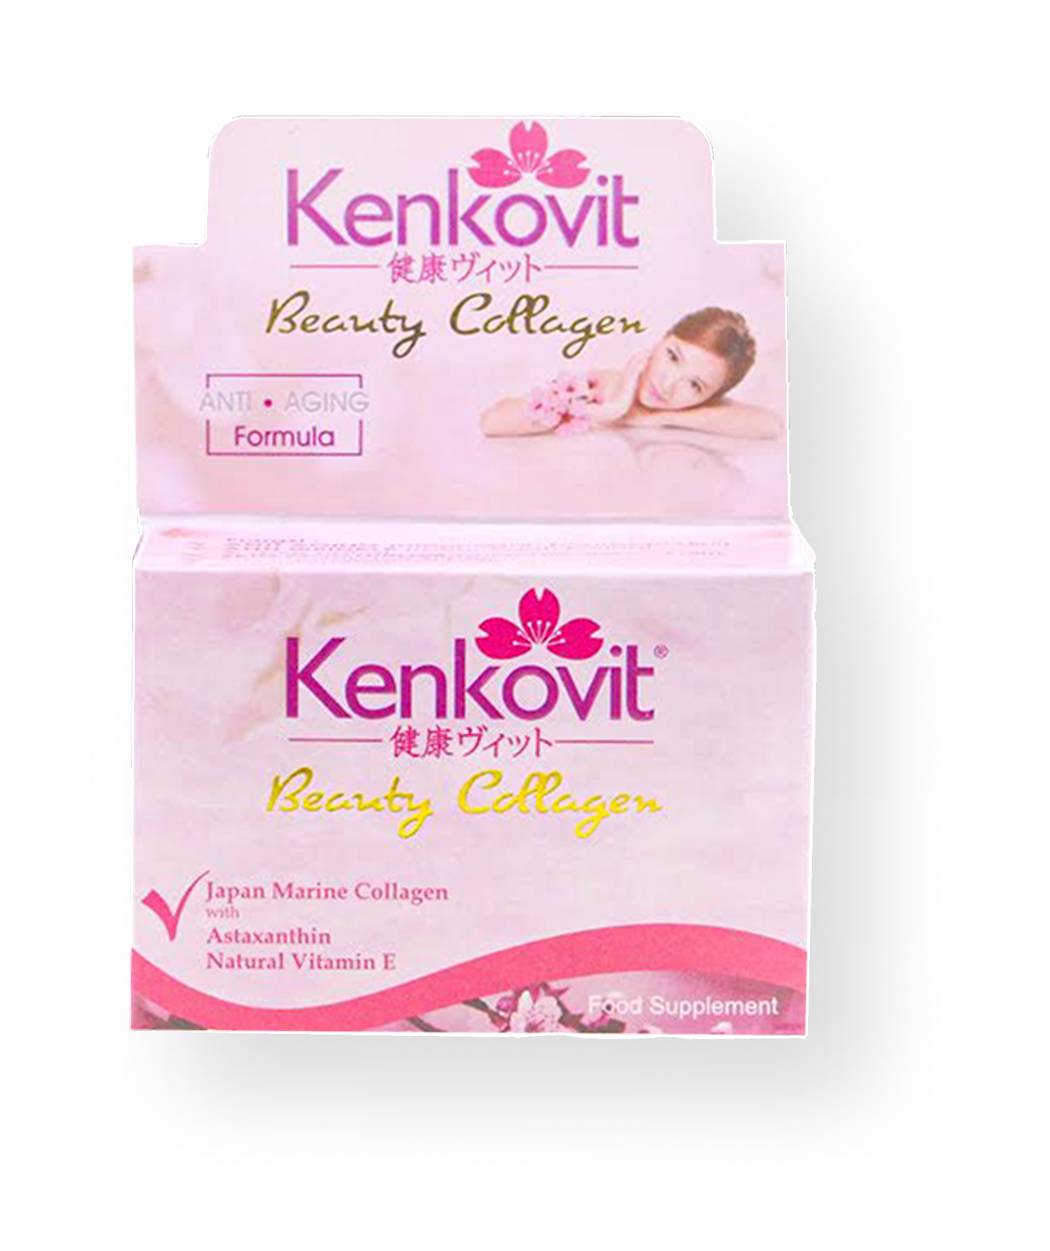 Kenkovit
健康ヴィット
Beauty Collagen
ANTI • AGING
Formula
Kenkovit®
健康ヴィット
Beauty Collagen
Japan Marine Collagen
with
Astaxanthin
Natural Vitamin E
Food Supplement